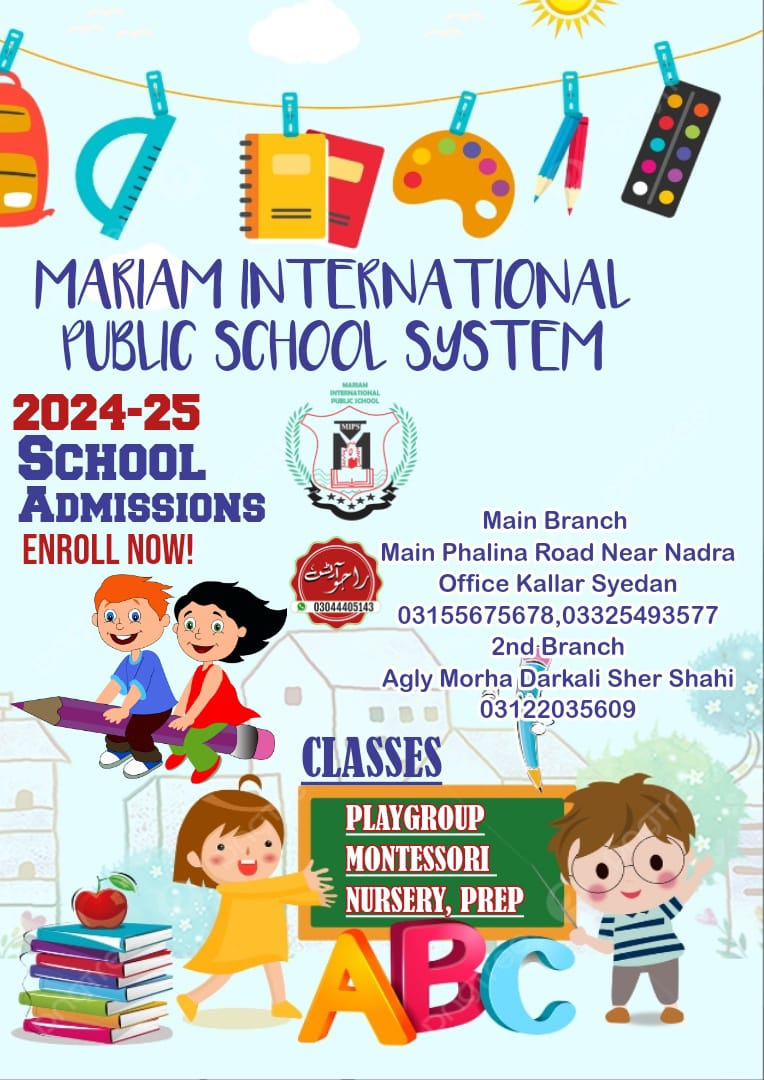 MARIAM INTERNATIONAL
PUBLIC SCHOOL SYSTEM
2024-25
SCHOOL
ADMISSIONS
ENROLL NOW!
MARIAM
INTERNATIONAL
PUBLIC SCHOOL
MIPS
M
راجو آرٹس
03044405143
Main Branch
Main Phalina Road Near Nadra
Office Kallar Syedan
03155675678,03325493577
2nd Branch
Agly Morha Darkali Sher Shahi
03122035609
CLASSES
PLAYGROUP
MONTESSORI
NURSERY, PREP
ABC